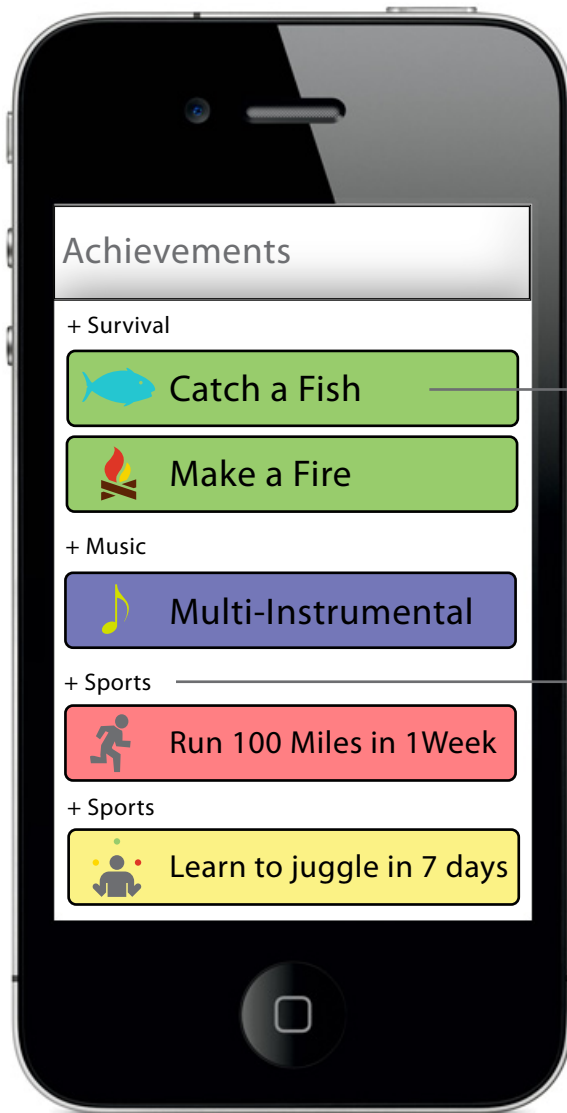 Achievements
+ Survival
Catch a Fish
Make a Fire
+ Music
Multi-Instrumental
+ Sports
Run 100 Miles in 1Week
+ Sports
Learn to juggle in 7 days